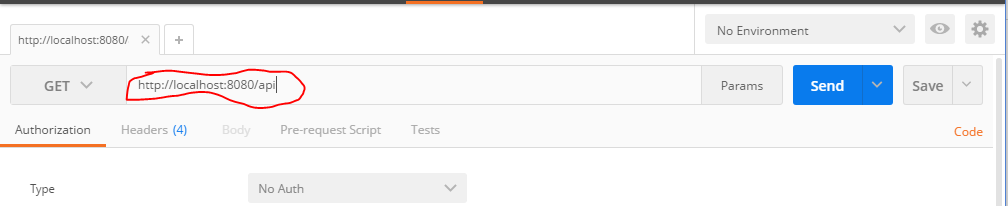 No Environment
http://localhost:8080/
GET http://localhost:8080/api Params Send Save
Authorization Headers (4) Body Pre-request Script Tests Code
Type No Auth